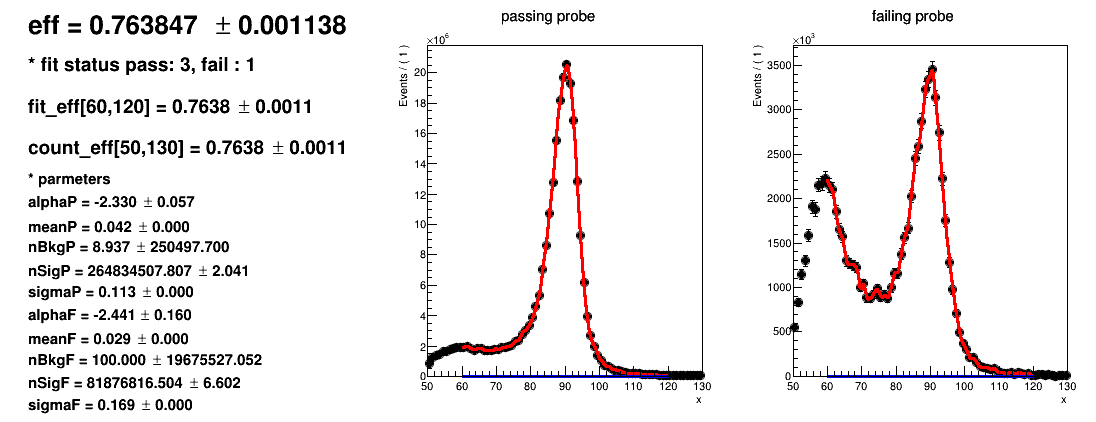 eff = 0.763847 ± 0.001138
* fit status pass: 3, fail : 1
fit_eff[60,120] = 0.7638 ± 0.0011
count_eff[50,130] = 0.7638 ± 0.0011
* parmeters
alphaP = -2.330 ± 0.057
meanP = 0.042 ± 0.000
nBkgP = 8.937 ± 250497.700
nSigP = 264834507.807 ± 2.041
sigmaP = 0.113 ± 0.000
alphaF = -2.441 ± 0.160
meanF = 0.029 ± 0.000
nBkgF = 100.000 ± 19675527.052
nSigF = 81876816.504 ± 6.602
sigmaF = 0.169 ± 0.000
passing probe
×10⁶
Events / ( 1 )
20
18
16
14
12
10
8
6
4
2
0
50 60 70 80 90 100 110 120 130
x
failing probe
×10³
Events / ( 1 )
3500
3000
2500
2000
1500
1000
500
0
50 60 70 80 90 100 110 120 130
x